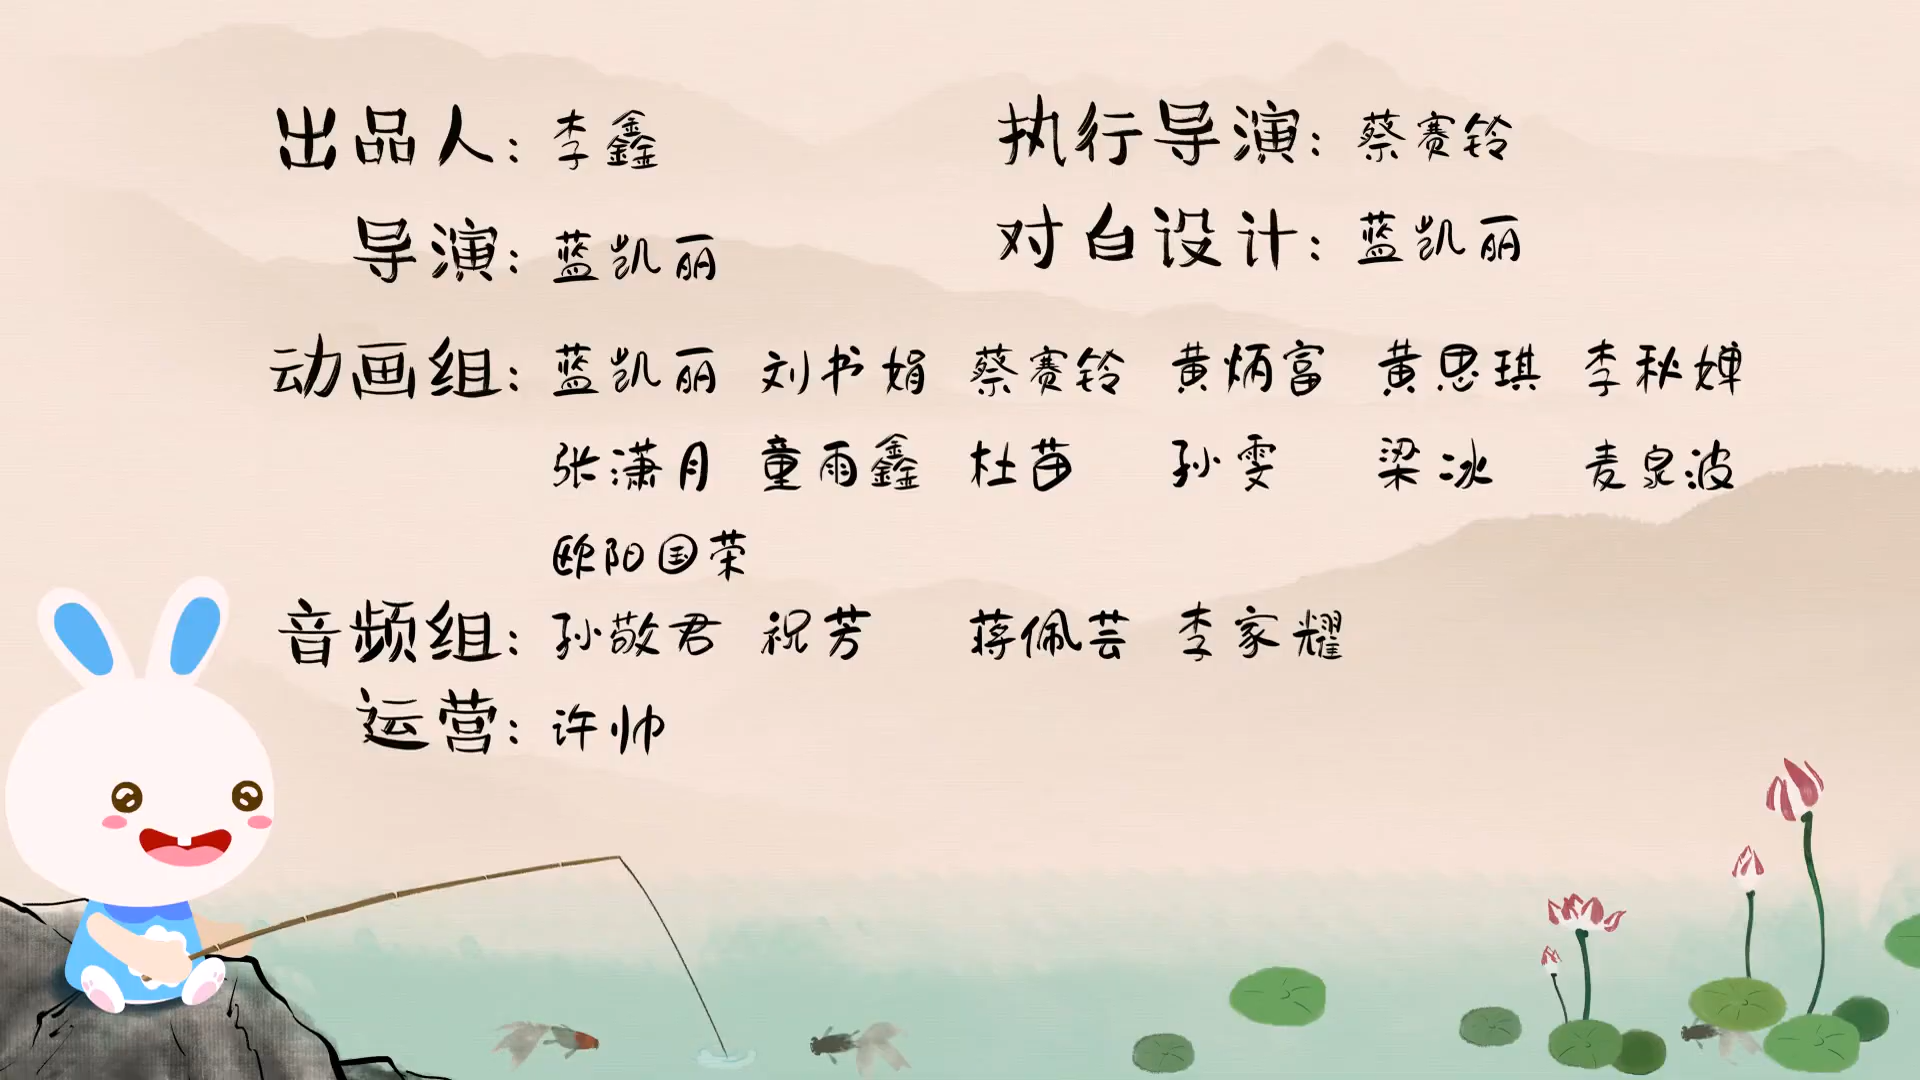 出品人：李鑫 执行导演：蔡赛铃
导演：蓝凯丽 对白设计：蓝凯丽
动画组：蓝凯丽 刘书娟 蔡赛铃 黄炳富 黄思琪 李秋婵
张潇月 童雨鑫 杜苗 孙雯 梁冰 麦泉波
欧阳国荣
音频组：孙敬君 祝芳 蒋佩芸 李家耀
运营：许帅